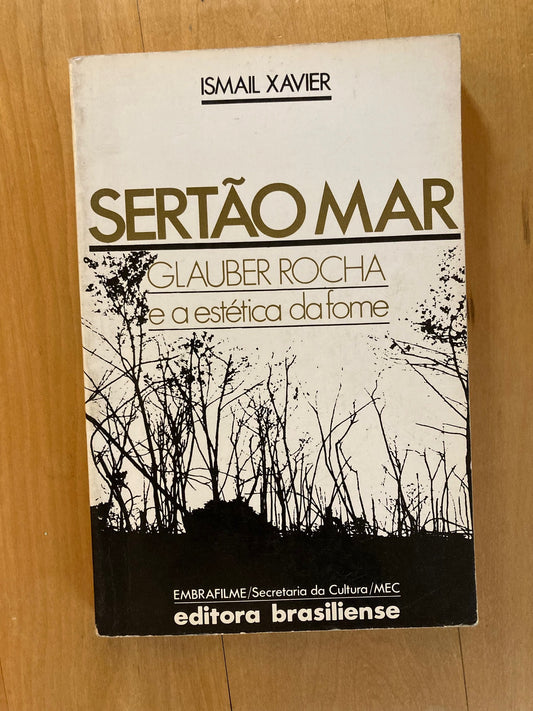 ISMAIL XAVIER
SERTÃO MAR
GLAUBER ROCHA
e a estética da fome
EMBRAFILME/Secretaria da Cultura/MEC
editora brasiliense